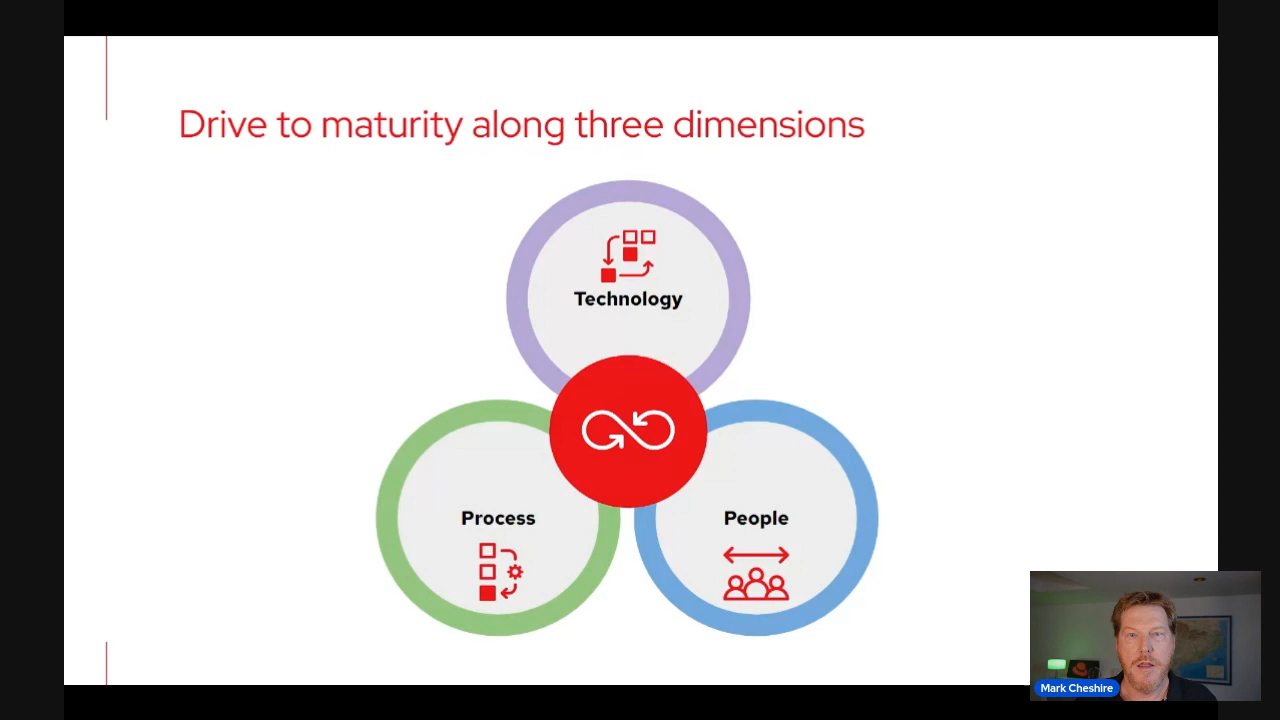 Drive to maturity along three dimensions
Technology
Process
People
Mark Cheshire